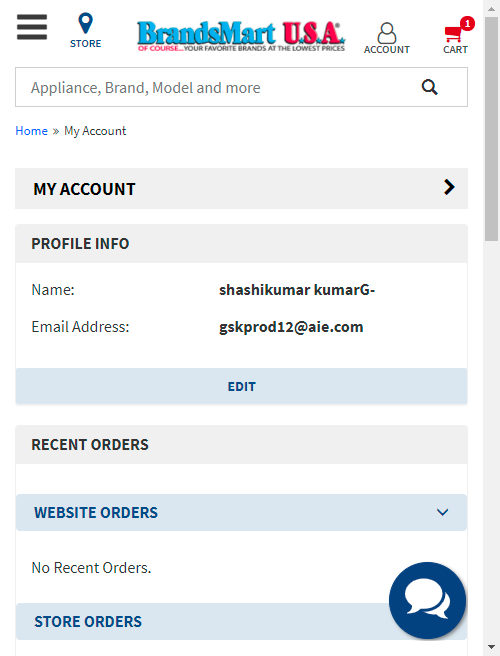 STORE
BrandsMart U.S.A.
OF COURSE...YOUR FAVORITE BRANDS AT THE LOWEST PRICES
ACCOUNT
1
CART
Appliance, Brand, Model and more
Home » My Account
MY ACCOUNT
PROFILE INFO
Name: shashikumar kumarG-
Email Address: gskprod12@aie.com
EDIT
RECENT ORDERS
WEBSITE ORDERS
No Recent Orders.
STORE ORDERS